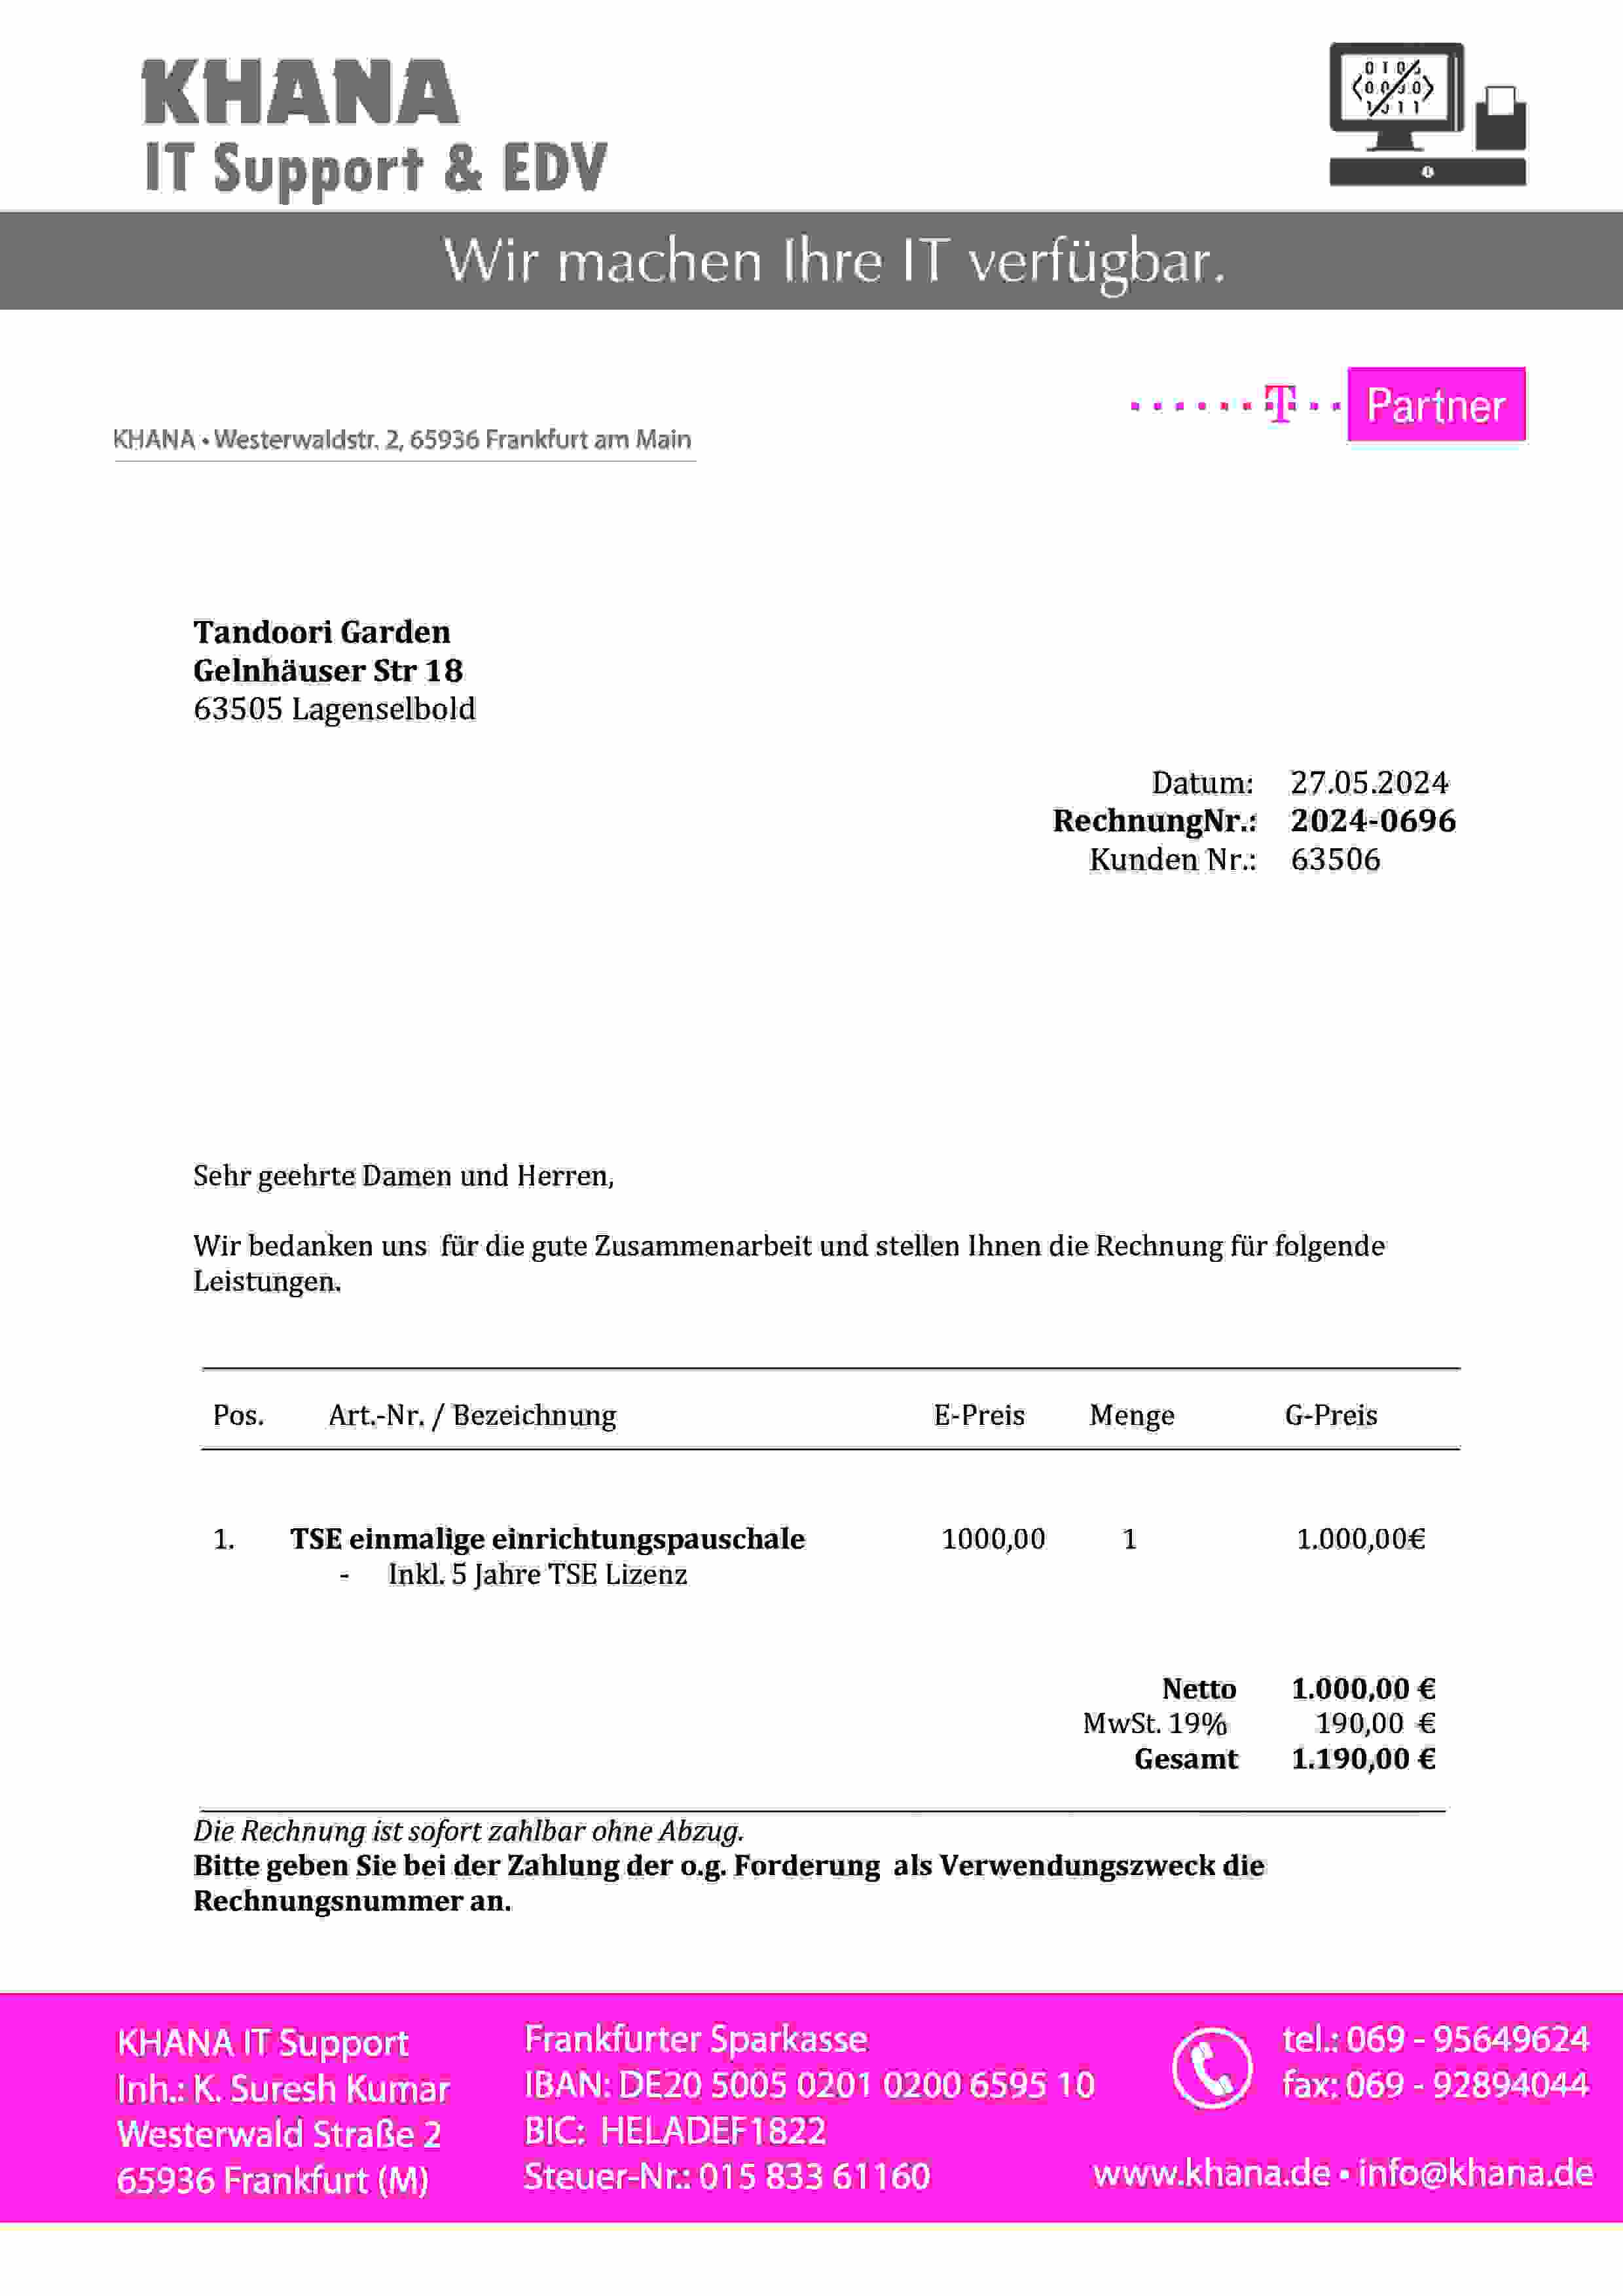 KHANA
IT Support & EDV
Wir machen Ihre IT verfügbar.
T Partner
KHANA • Westerwaldstr. 2, 65936 Frankfurt am Main
Tandoori Garden
Gelnhäuser Str 18
63505 Lagenselbold
Datum: 27.05.2024
RechnungNr.: 2024-0696
Kunden Nr.: 63506
Sehr geehrte Damen und Herren,
Wir bedanken uns für die gute Zusammenarbeit und stellen Ihnen die Rechnung für folgende
Leistungen.
Pos. Art.-Nr. / Bezeichnung E-Preis Menge G-Preis
1. TSE einmalige einrichtungspauschale 1000,00 1 1.000,00€
- Inkl. 5 Jahre TSE Lizenz
Netto 1.000,00 €
MwSt. 19% 190,00 €
Gesamt 1.190,00 €
Die Rechnung ist sofort zahlbar ohne Abzug.
Bitte geben Sie bei der Zahlung der o.g. Forderung als Verwendungszweck die
Rechnungsnummer an.
KHANA IT Support
Inh.: K. Suresh Kumar
Westerwald Straße 2
65936 Frankfurt (M)
Frankfurter Sparkasse
IBAN: DE20 5005 0201 0200 6595 10
BIC: HELADEF1822
Steuer-Nr.: 015 833 61160
tel.: 069 - 95649624
fax: 069 - 92894044
www.khana.de • info@khana.de